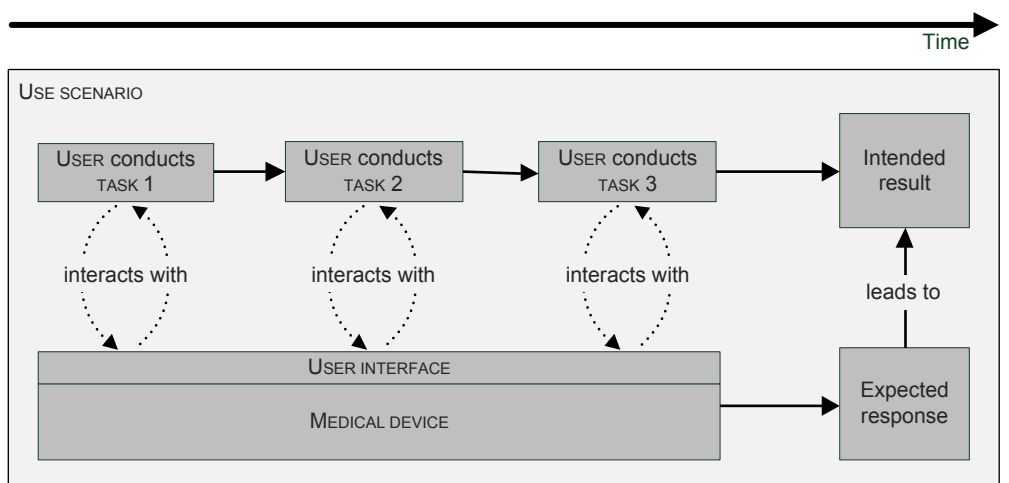 Time
USE SCENARIO
USER conducts
TASK 1
USER conducts
TASK 2
USER conducts
TASK 3
Intended
result
interacts with
interacts with
interacts with
leads to
USER INTERFACE
MEDICAL DEVICE
Expected
response